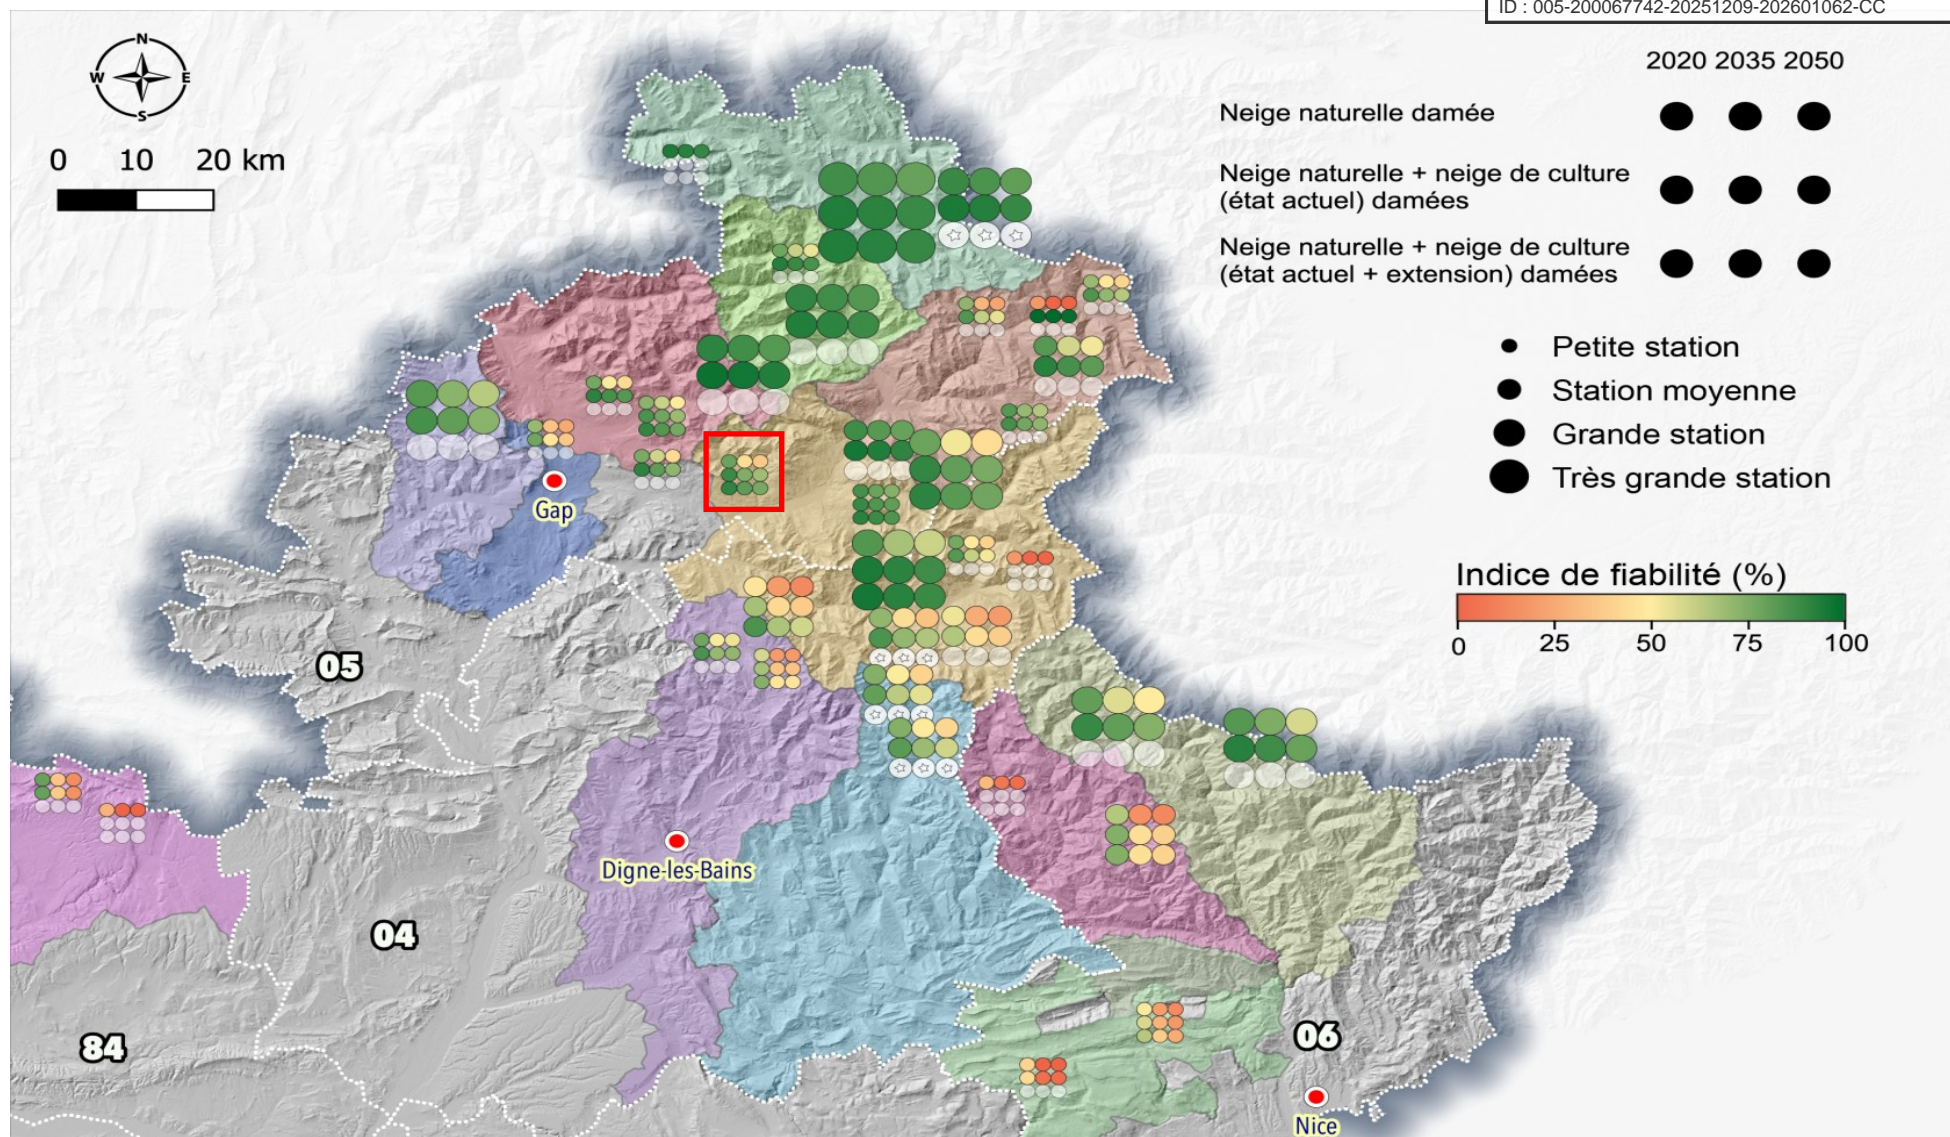 ID : 005-200067742-20251209-202601062-CC
N
W E
S
0 10 20 km
2020 2035 2050
Neige naturelle damée
Neige naturelle + neige de culture
(état actuel) damées
Neige naturelle + neige de culture
(état actuel + extension) damées
Petite station
Station moyenne
Grande station
Très grande station
Indice de fiabilité (%)
0 25 50 75 100
Gap
05
Digne-les-Bains
04
84
06
Nice